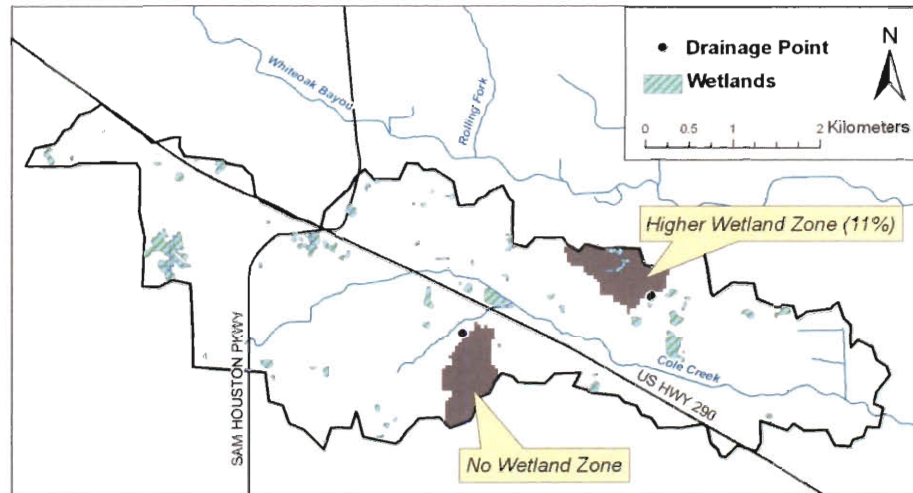 Drainage Point
Wetlands
N
0 0.5 1 2 Kilometers
Whiteoak Bayou
Rolling Fork
Higher Wetland Zone (11%)
SAM HOUSTON PKWY
Cole Creek
US HWY 290
No Wetland Zone